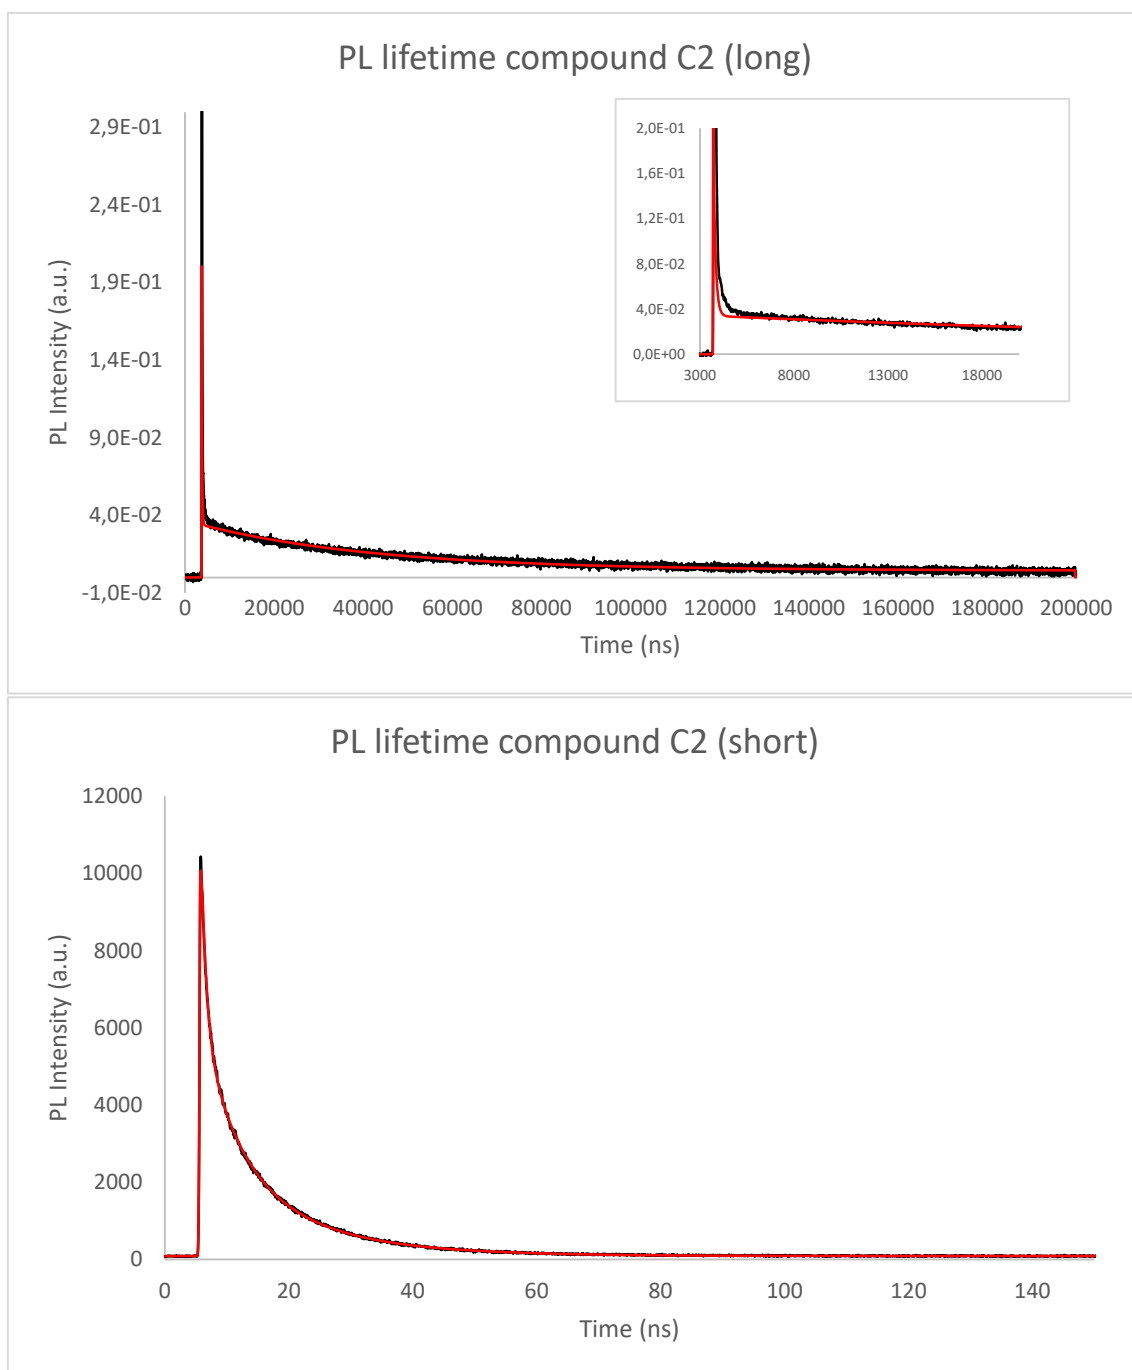 PL lifetime compound C2 (long)
2,9E-01
2,4E-01
1,9E-01
1,4E-01
9,0E-02
4,0E-02
-1,0E-02
PL Intensity (a.u.)
0 20000 40000 60000 80000 100000 120000 140000 160000 180000 200000
Time (ns)
2,0E-01
1,6E-01
1,2E-01
8,0E-02
4,0E-02
0,0E+00
3000 8000 13000 18000
PL lifetime compound C2 (short)
12000
10000
8000
6000
4000
2000
0
PL Intensity (a.u.)
0 20 40 60 80 100 120 140
Time (ns)